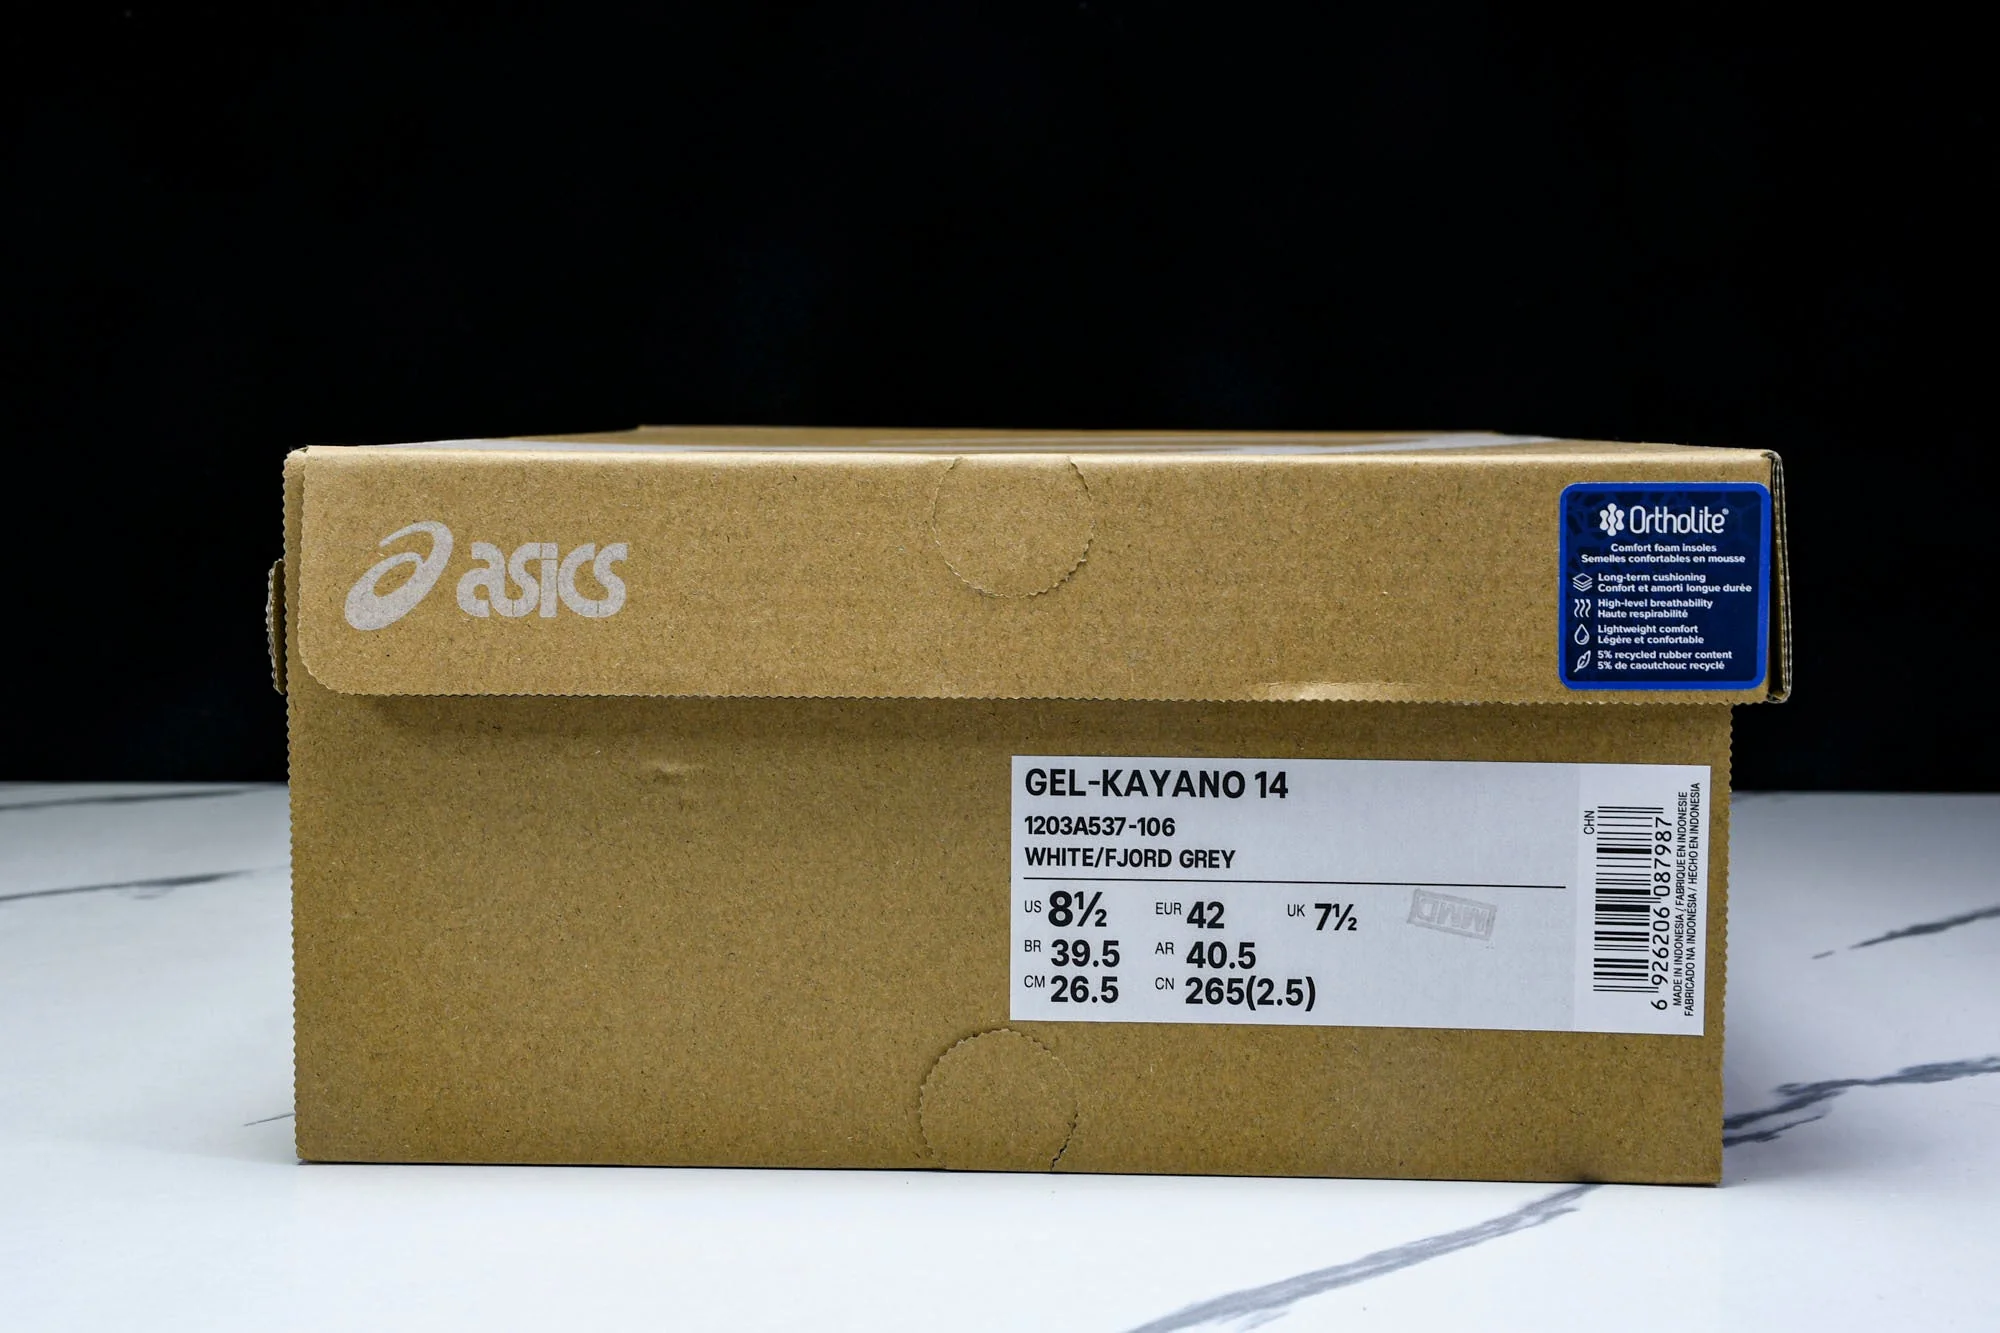 asics
OrthoLite®
Comfort foam insoles
Semelles confortables en mousse
Long-term cushioning
Confort et amorti longue durée
High-level breathability
Haute respirabilité
Lightweight comfort
Légère et confortable
5% recycled rubber content
5% de caoutchouc recyclé
GEL-KAYANO 14
1203A537-106
WHITE/FJORD GREY
US 8½ EUR 42 UK 7½
BR 39.5 AR 40.5
CM 26.5 CN 265(2.5)
CHN
6 926206 087987
MADE IN INDONESIA / FABRIQUE EN INDONESIE
FABRICADO NA INDONESIA / HECHO EN INDONESIA